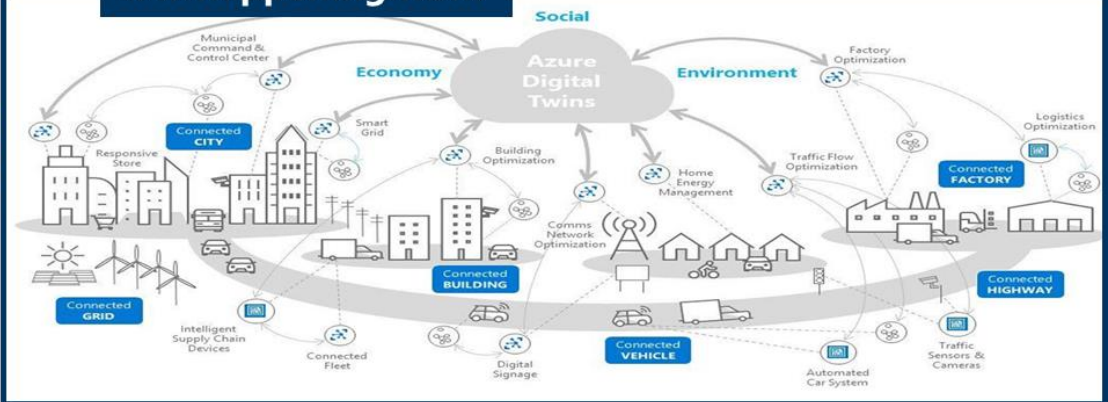 Social
Municipal
Command &
Control Center
Economy
Azure
Digital
Twins
Environment
Factory
Optimization
Connected
CITY
Smart
Grid
Responsive
Store
Building
Optimization
Home
Energy
Management
Traffic Flow
Optimization
Logistics
Optimization
Connected
FACTORY
Comms
Network
Optimization
Connected
GRID
Connected
BUILDING
Connected
HIGHWAY
Intelligent
Supply Chain
Devices
Connected
Fleet
Digital
Signage
Connected
VEHICLE
Automated
Car System
Traffic
Sensors &
Cameras